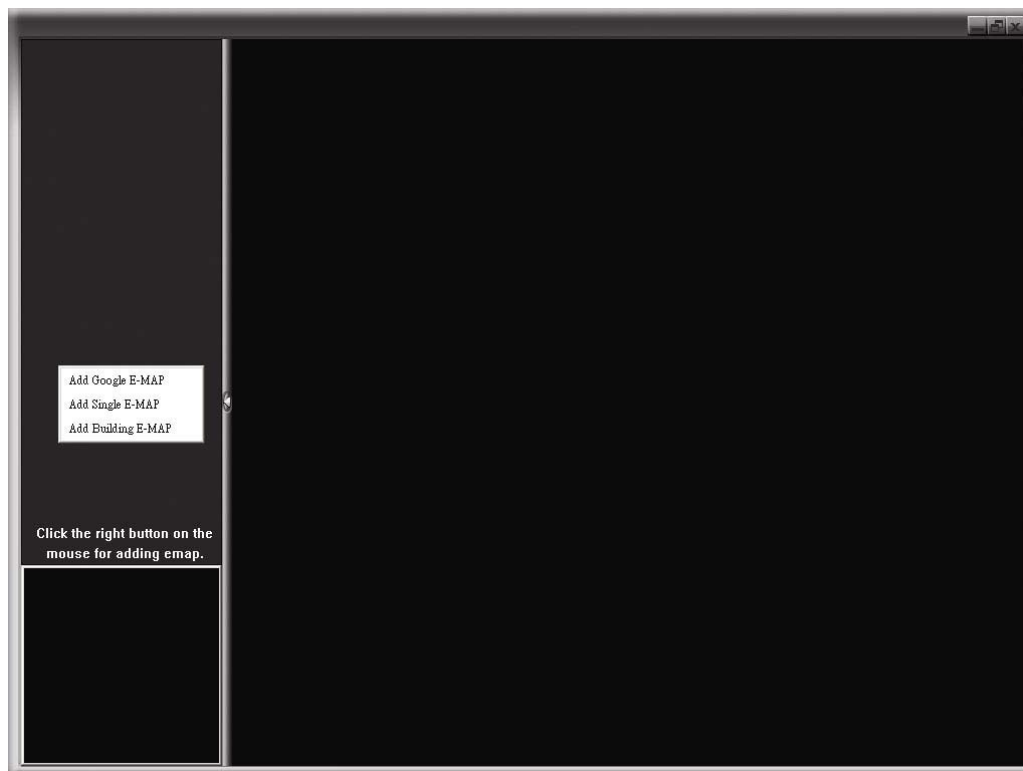 Add Google E-MAP
Add Single E-MAP
Add Building E-MAP
Click the right button on the
mouse for adding emap.